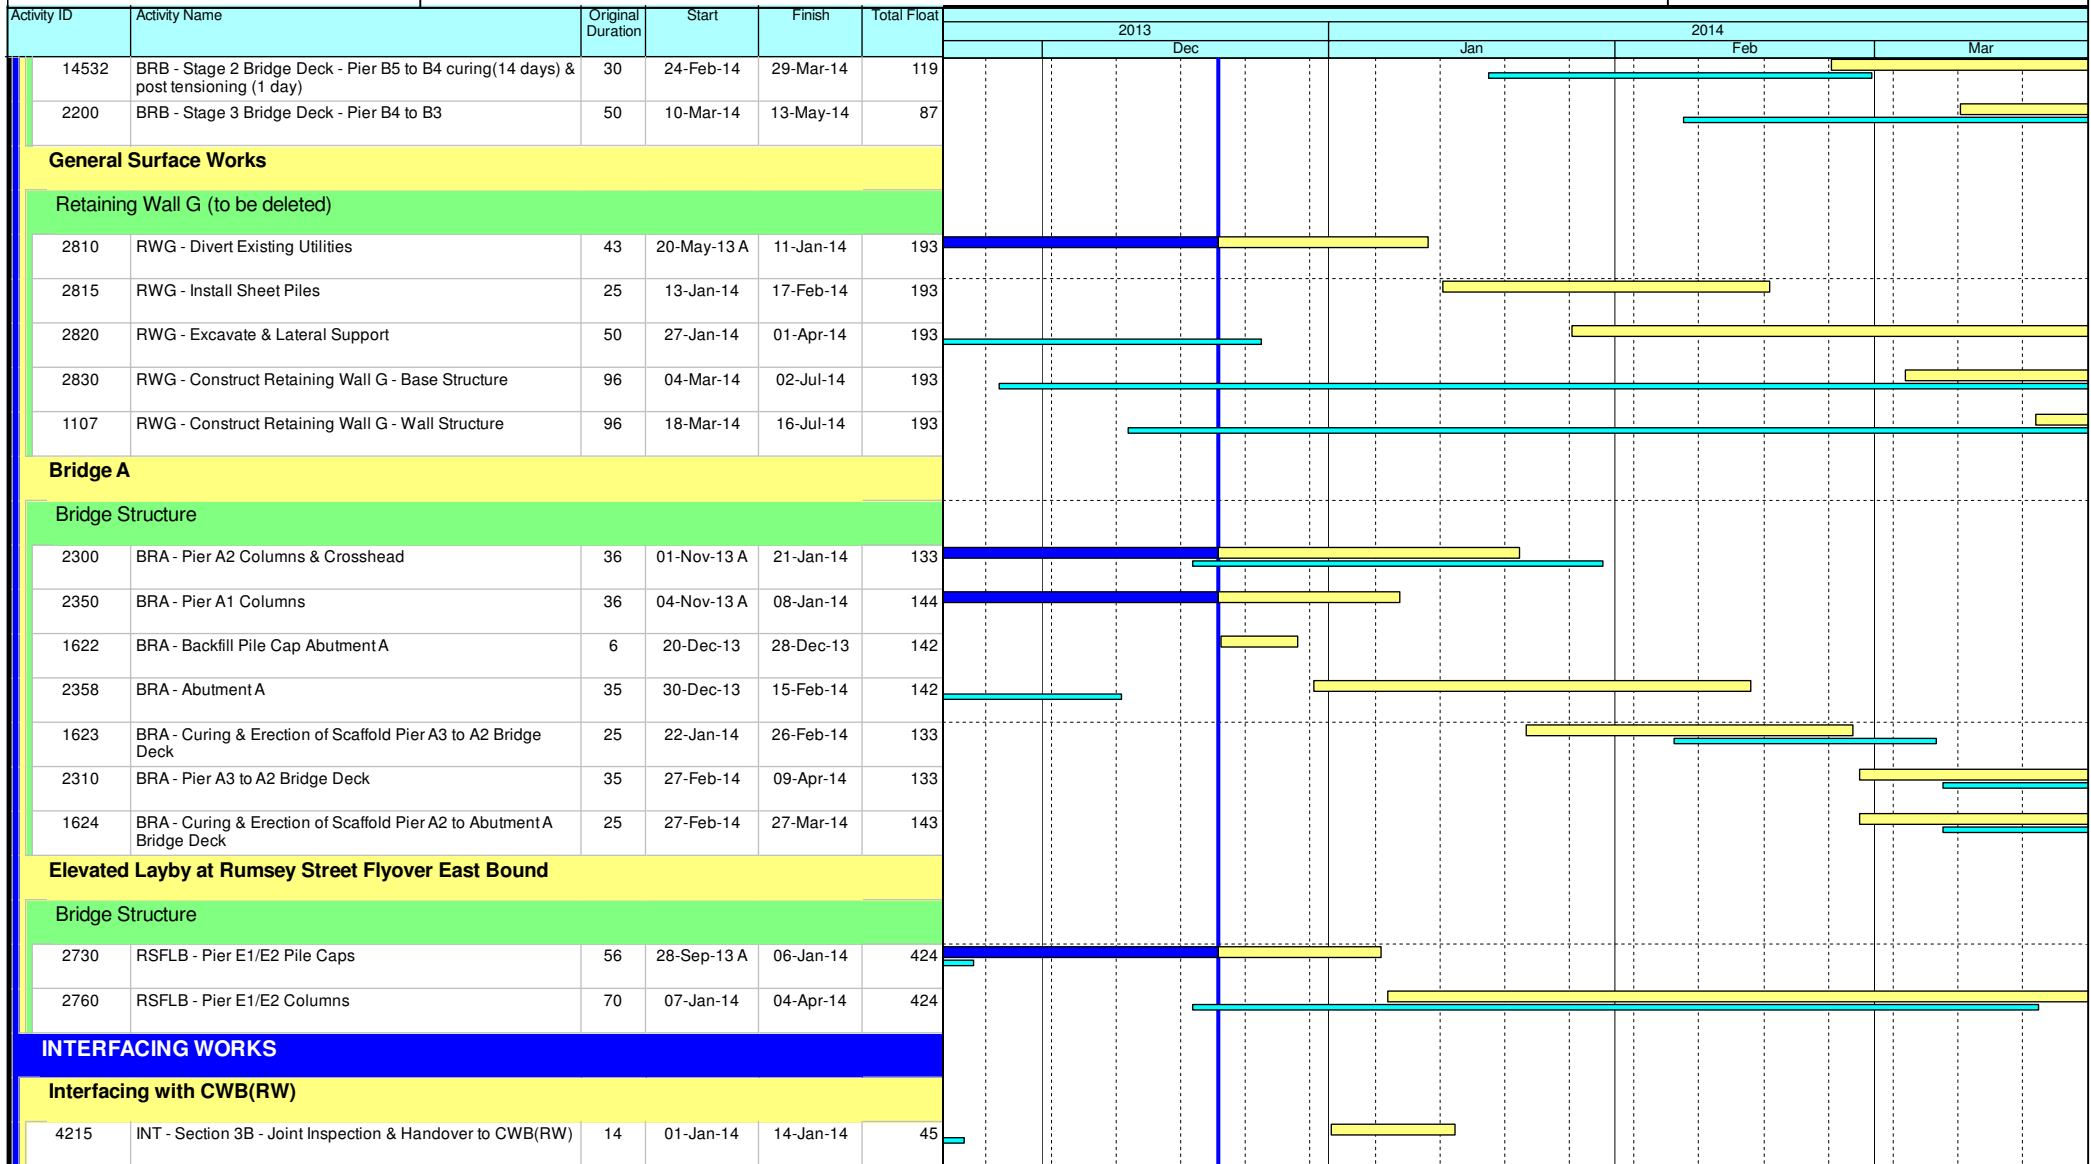 Activity ID Activity Name Original Duration Start Finish Total Float
2013 2014
Dec Jan Feb Mar
14532 BRB - Stage 2 Bridge Deck - Pier B5 to B4 curing(14 days) & 30 24-Feb-14 29-Mar-14 119
post tensioning (1 day)
2200 BRB - Stage 3 Bridge Deck - Pier B4 to B3 50 10-Mar-14 13-May-14 87
General Surface Works
Retaining Wall G (to be deleted)
2810 RWG - Divert Existing Utilities 43 20-May-13 A 11-Jan-14 193
2815 RWG - Install Sheet Piles 25 13-Jan-14 17-Feb-14 193
2820 RWG - Excavate & Lateral Support 50 27-Jan-14 01-Apr-14 193
2830 RWG - Construct Retaining Wall G - Base Structure 96 04-Mar-14 02-Jul-14 193
1107 RWG - Construct Retaining Wall G - Wall Structure 96 18-Mar-14 16-Jul-14 193
Bridge A
Bridge Structure
2300 BRA - Pier A2 Columns & Crosshead 36 01-Nov-13 A 21-Jan-14 133
2350 BRA - Pier A1 Columns 36 04-Nov-13 A 08-Jan-14 144
1622 BRA - Backfill Pile Cap Abutment A 6 20-Dec-13 28-Dec-13 142
2358 BRA - Abutment A 35 30-Dec-13 15-Feb-14 142
1623 BRA - Curing & Erection of Scaffold Pier A3 to A2 Bridge 25 22-Jan-14 26-Feb-14 133
Deck
2310 BRA - Pier A3 to A2 Bridge Deck 35 27-Feb-14 09-Apr-14 133
1624 BRA - Curing & Erection of Scaffold Pier A2 to Abutment A 25 27-Feb-14 27-Mar-14 143
Bridge Deck
Elevated Layby at Rumsey Street Flyover East Bound
Bridge Structure
2730 RSFLB - Pier E1/E2 Pile Caps 56 28-Sep-13 A 06-Jan-14 424
2760 RSFLB - Pier E1/E2 Columns 70 07-Jan-14 04-Apr-14 424
INTERFACING WORKS
Interfacing with CWB(RW)
4215 INT - Section 3B - Joint Inspection & Handover to CWB(RW) 14 01-Jan-14 14-Jan-14 45